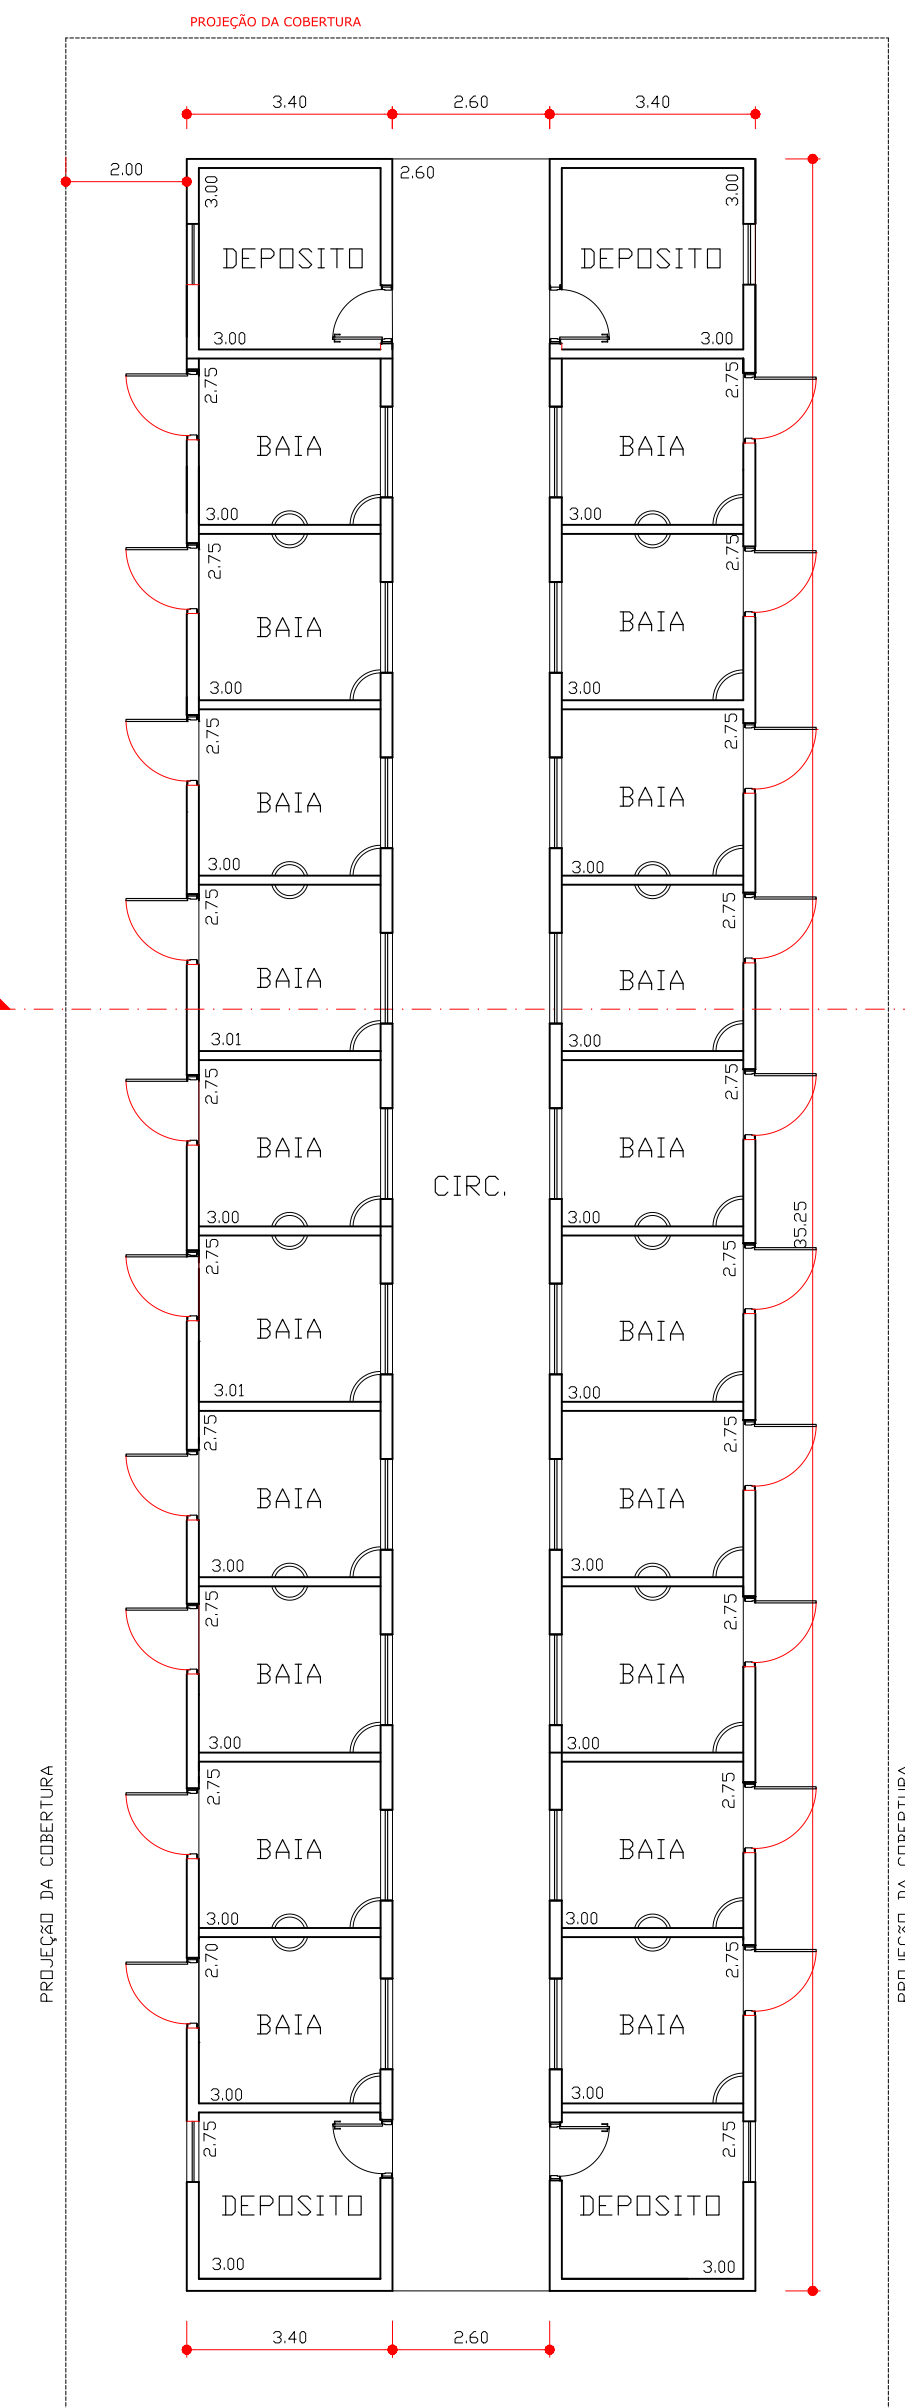 PROJEÇÃO DA COBERTURA
3.40 2.60 3.40
2.00
2.60
3.00 3.00
DEPOSITO DEPOSITO
3.00 3.00
2.75 2.75
BAIA BAIA
3.00 3.00
2.75 2.75
BAIA BAIA
3.00 3.00
2.75 2.75
BAIA BAIA
3.00 3.00
2.75 2.75
BAIA BAIA
3.01 3.00
2.75 2.75
BAIA BAIA
CIRC.
3.00 3.00
35.25
2.75 2.75
BAIA BAIA
3.01 3.00
2.75 2.75
BAIA BAIA
3.00 3.00
2.75 2.75
BAIA BAIA
3.00 3.00
2.75 2.75
BAIA BAIA
3.00 3.00
PROJEÇÃO DA COBERTURA
PROJEÇÃO DA COBERTURA
2.70 2.75
BAIA BAIA
3.00 3.00
2.75 2.75
DEPOSITO DEPOSITO
3.00 3.00
3.40 2.60